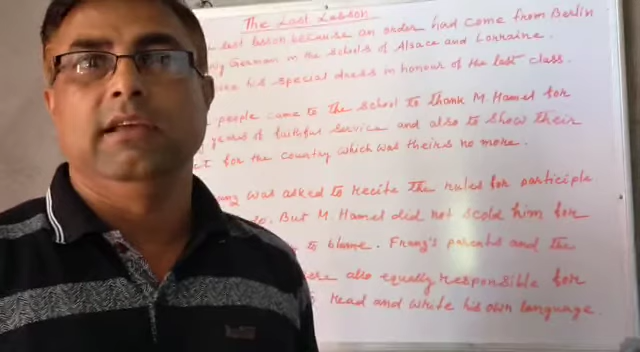 The Last Lesson
last lesson because an order had come from Berlin
German in the schools of Alsace and Lorraine.
his special dress in honour of the last class.
people came to the school to thank M. Hamel for
years of faithful service and also to show their
for the country which was theirs no more.
was asked to recite the rules for participle
But M. Hamel did not scold him for
to blame. Franz's parents and the
also equally responsible for
read and write his own language.